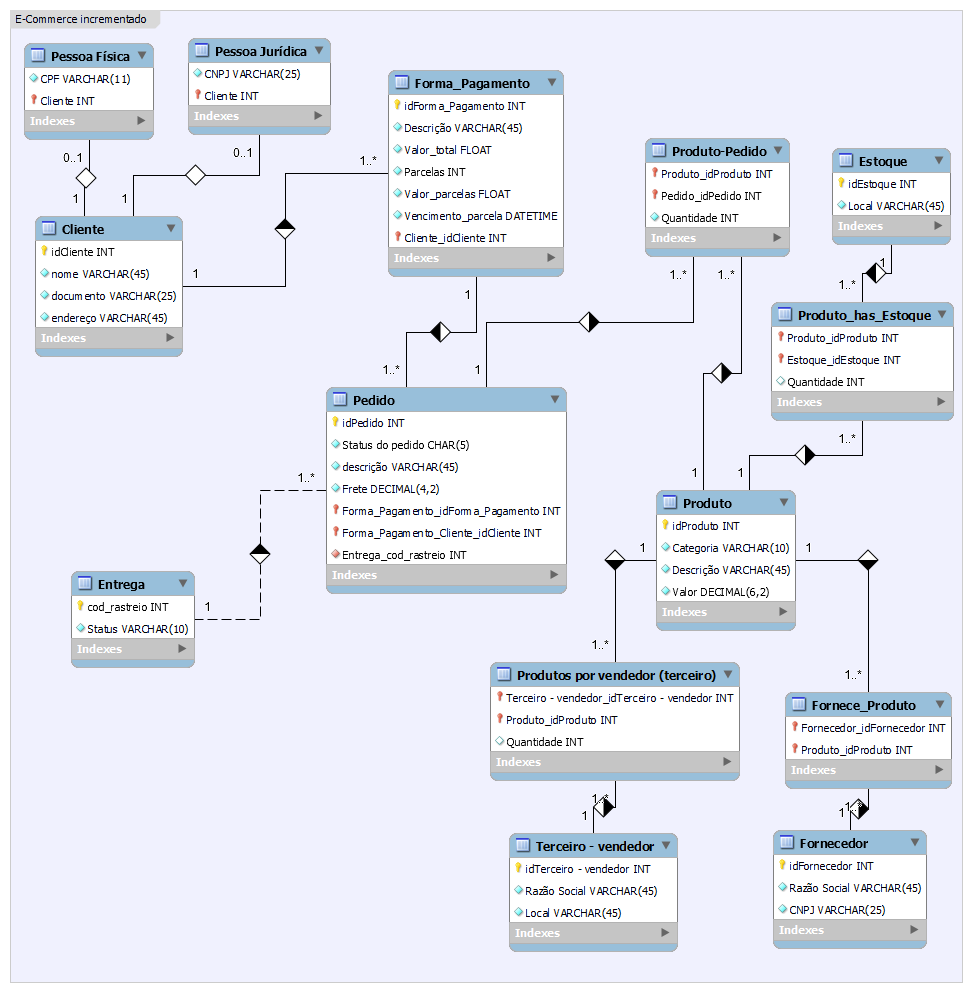 E-Commerce incrementado
Pessoa Física
CPF VARCHAR(11)
Cliente INT
Indexes
Pessoa Jurídica
CNPJ VARCHAR(25)
Cliente INT
Indexes
Forma_Pagamento
idForma_Pagamento INT
Descrição VARCHAR(45)
Valor_total FLOAT
Parcelas INT
Valor_parcelas FLOAT
Vencimento_parcela DATETIME
Cliente_idCliente INT
Indexes
Produto-Pedido
Produto_idProduto INT
Pedido_idPedido INT
Quantidade INT
Indexes
Estoque
idEstoque INT
Local VARCHAR(45)
Indexes
0..1
1
0..1
1
1..*
1
Cliente
idCliente INT
nome VARCHAR(45)
documento VARCHAR(25)
endereço VARCHAR(45)
Indexes
1
1..*
1..*
1
1..*
1
1..*
Produto_has_Estoque
Produto_idProduto INT
Estoque_idEstoque INT
Quantidade INT
Indexes
1..*
1
1
Pedido
idPedido INT
Status do pedido CHAR(5)
descrição VARCHAR(45)
Frete DECIMAL(4,2)
Forma_Pagamento_idForma_Pagamento INT
Forma_Pagamento_Cliente_idCliente INT
Entrega_cod_rastreio INT
Indexes
1..*
1
Produto
idProduto INT
Categoria VARCHAR(10)
Descrição VARCHAR(45)
Valor DECIMAL(6,2)
Indexes
1
1
Entrega
cod_rastreio INT
Status VARCHAR(10)
Indexes
1..*
1..*
Produtos por vendedor (terceiro)
Terceiro - vendedor_idTerceiro - vendedor INT
Produto_idProduto INT
Quantidade INT
Indexes
Fornece_Produto
Fornecedor_idFornecedor INT
Produto_idProduto INT
Indexes
1..*
1
1..*
1
Terceiro - vendedor
idTerceiro - vendedor INT
Razão Social VARCHAR(45)
Local VARCHAR(45)
Indexes
Fornecedor
idFornecedor INT
Razão Social VARCHAR(45)
CNPJ VARCHAR(25)
Indexes